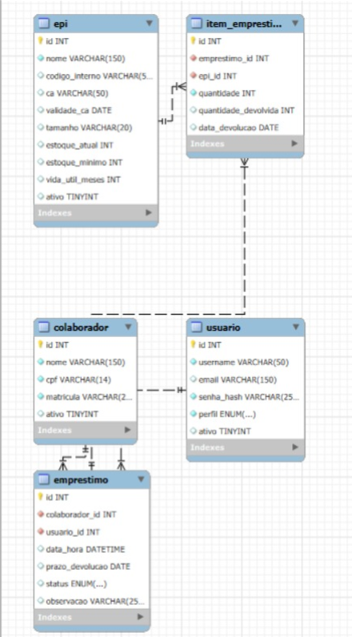 epi
id INT
nome VARCHAR(150)
codigo_interno VARCHAR(5...
ca VARCHAR(50)
validade_ca DATE
tamanho VARCHAR(20)
estoque_atual INT
estoque_minimo INT
vida_util_meses INT
ativo TINYINT
Indexes
item_empresti...
id INT
emprestimo_id INT
epi_id INT
quantidade INT
quantidade_devolvida INT
data_devolucao DATE
Indexes
colaborador
id INT
nome VARCHAR(150)
cpf VARCHAR(14)
matricula VARCHAR(2...
ativo TINYINT
Indexes
usuario
id INT
username VARCHAR(50)
email VARCHAR(150)
senha_hash VARCHAR(25...
perfil ENUM(...)
ativo TINYINT
Indexes
emprestimo
id INT
colaborador_id INT
usuario_id INT
data_hora DATETIME
prazo_devolucao DATE
status ENUM(...)
observacao VARCHAR(25...
Indexes